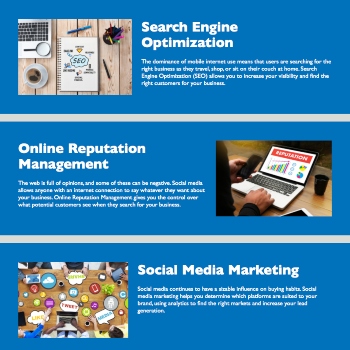 Search Engine
Optimization
The dominance of mobile internet use means that users are searching for the
right business as they travel, shop, or sit on their couch at home. Search
Engine Optimization (SEO) allows you to increase your visibility and find the
right customers for your business.
SEO
Online Reputation
Management
The web is full of opinions, and some of these can be negative. Social media
allows anyone with an internet connection to say whatever they want about
your business. Online Reputation Management gives you the control over
what potential customers see when they search for your business.
REPUTATION
Social Media Marketing
Social media continues to have a sizable influence on buying habits. Social
media marketing helps you determine which platforms are suited to your
brand, using analytics to find the right markets and increase your lead
generation.
LIKE
TWEET
MEDIA